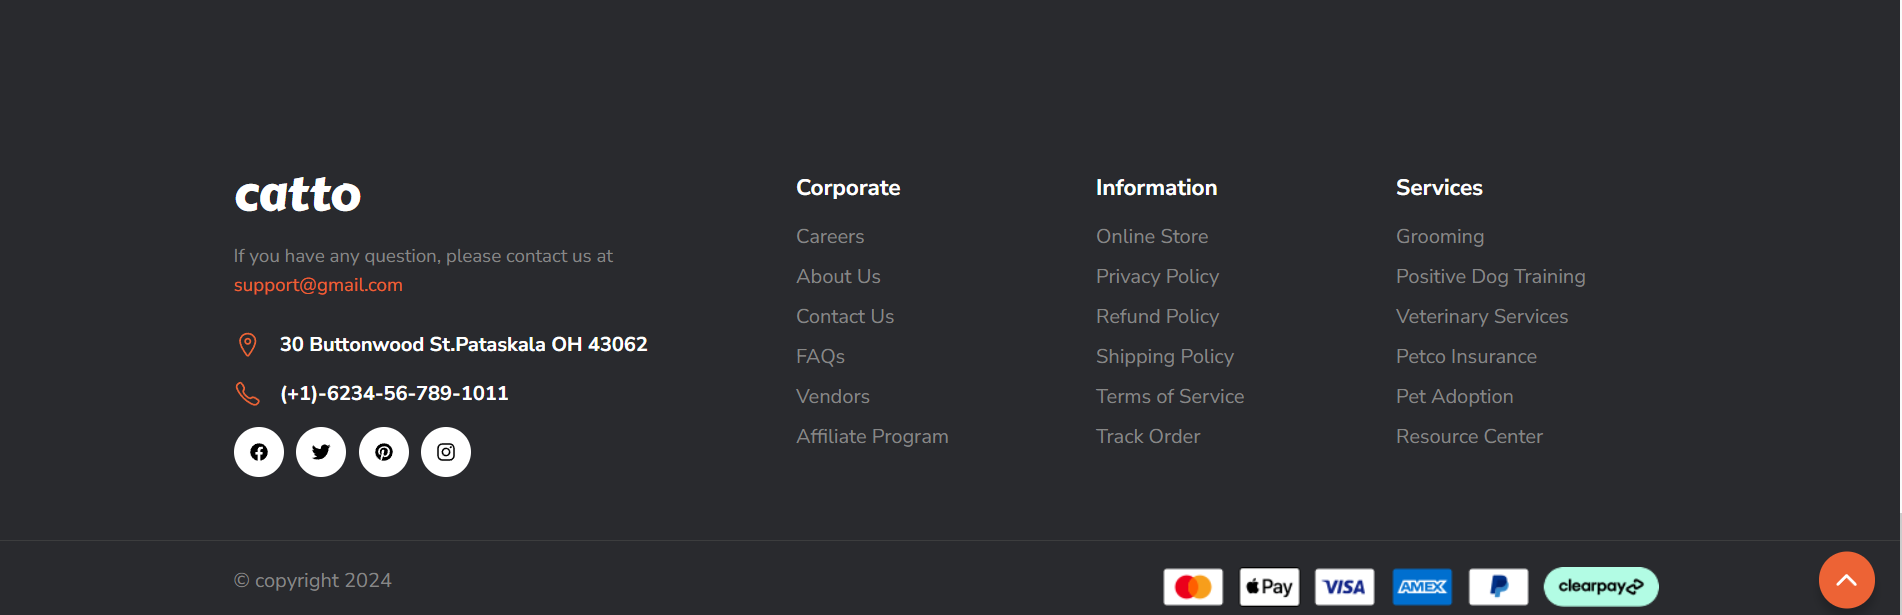 catto
If you have any question, please contact us at
support@gmail.com
30 Buttonwood St.Pataskala OH 43062
(+1)-6234-56-789-1011
Corporate
Careers
About Us
Contact Us
FAQs
Vendors
Affiliate Program
Information
Online Store
Privacy Policy
Refund Policy
Shipping Policy
Terms of Service
Track Order
Services
Grooming
Positive Dog Training
Veterinary Services
Petco Insurance
Pet Adoption
Resource Center
© copyright 2024
Pay VISA AMEX clearpay